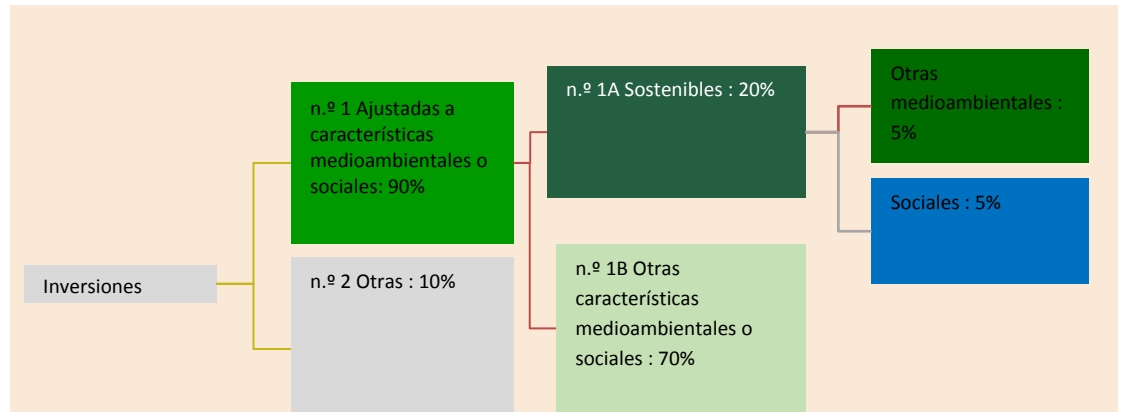 Inversiones
n.º 1 Ajustadas a
características
medioambientales o
sociales: 90%
n.º 2 Otras : 10%
n.º 1A Sostenibles : 20%
n.º 1B Otras
características
medioambientales o
sociales : 70%
Otras
medioambientales :
5%
Sociales : 5%